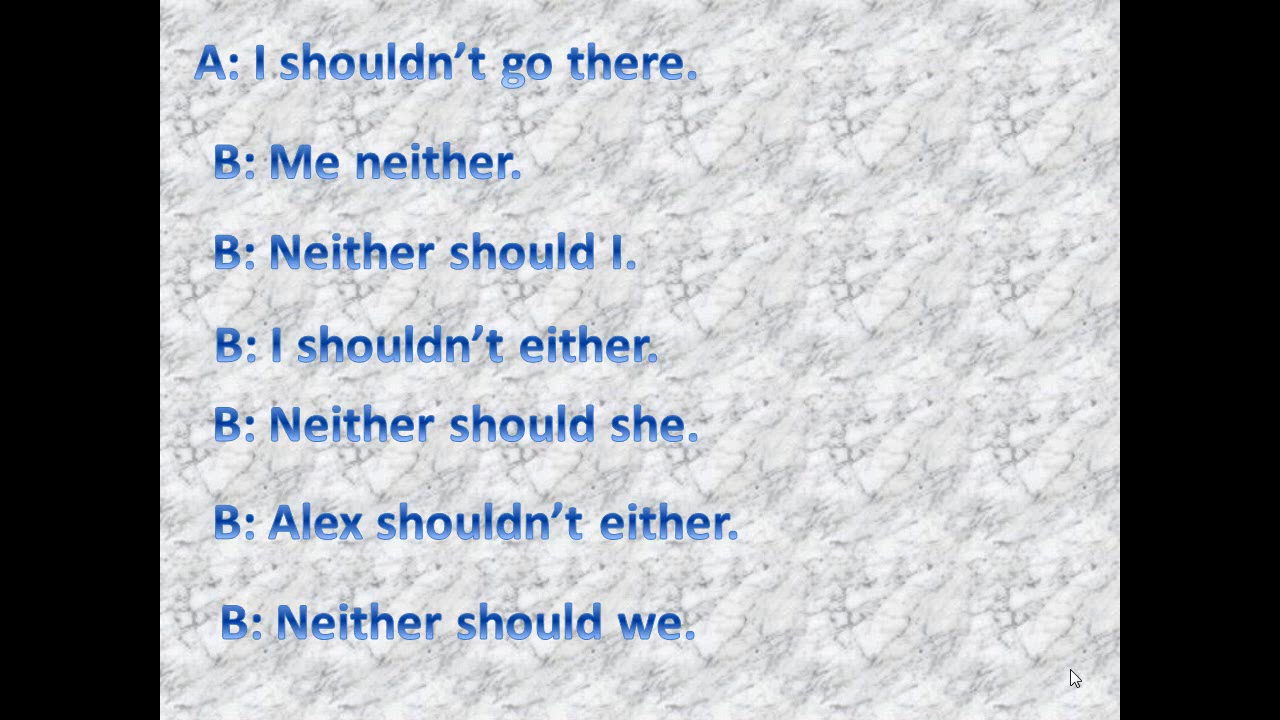 A: I shouldn’t go there.
B: Me neither.
B: Neither should I.
B: I shouldn’t either.
B: Neither should she.
B: Alex shouldn’t either.
B: Neither should we.